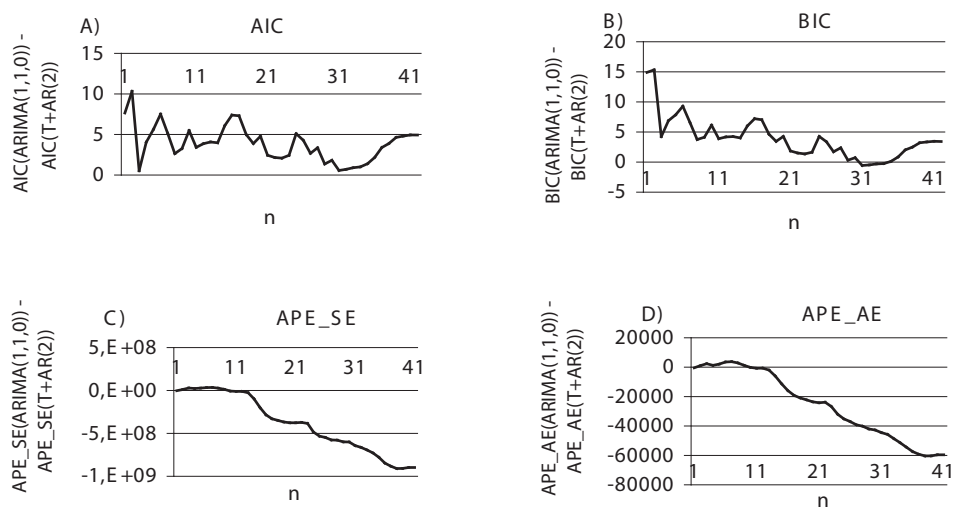 A) AIC
AIC(ARIMA(1,1,0)) -
AIC(T+AR(2))
15
10
5
0
1 11 21 31 41
n
B) BIC
BIC(ARIMA(1,1,0)) -
BIC(T+AR(2))
20
15
10
5
0
-5
1 11 21 31 41
n
C) APE_SE
APE_SE(ARIMA(1,1,0)) -
APE_SE(T+AR(2))
5,E+08
0,E+00
-5,E+08
-1,E+09
1 11 21 31 41
n
D) APE_AE
APE_AE(ARIMA(1,1,0)) -
APE_AE(T+AR(2))
20000
0
-20000
-40000
-60000
-80000
1 11 21 31 41
n